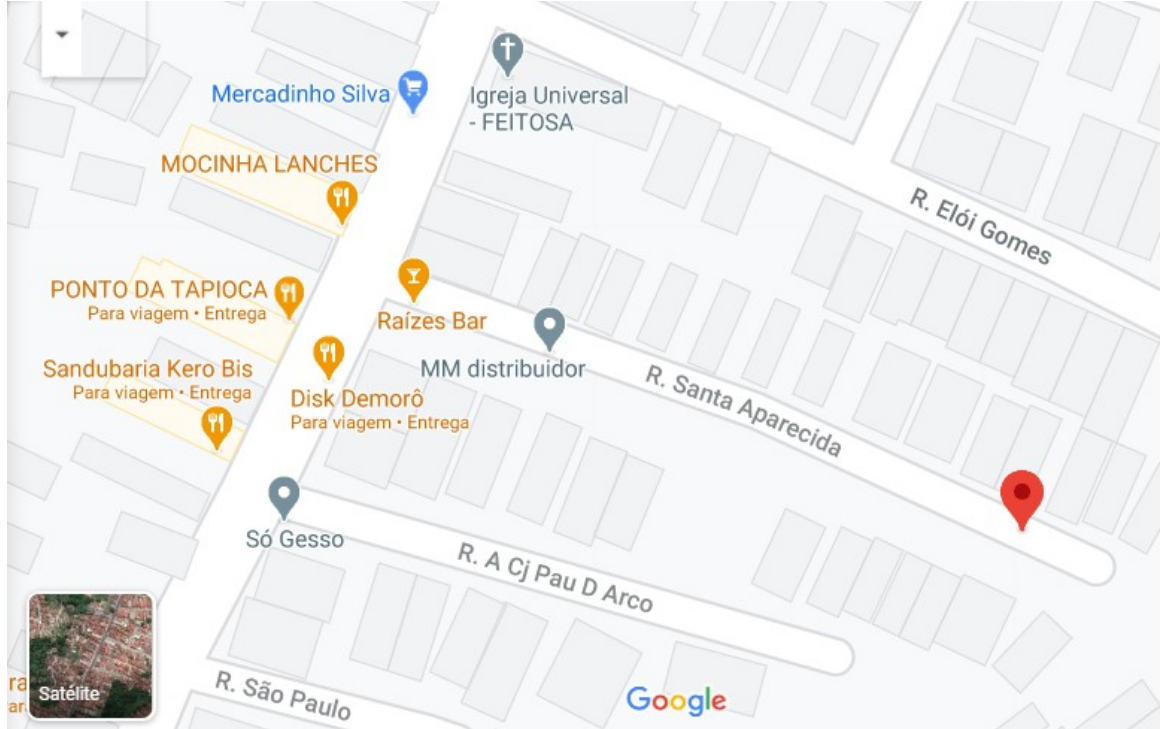 Mercadinho Silva
Igreja Universal
- FEITOSA
MOCINHA LANCHES
R. Elói Gomes
PONTO DA TAPIOCA
Para viagem • Entrega
Raízes Bar
Sandubaria Kero Bis
Para viagem • Entrega
MM distribuidor
R. Santa Aparecida
Disk Demorô
Para viagem • Entrega
Só Gesso
R. A Cj Pau D Arco
Satélite
R. São Paulo
Google